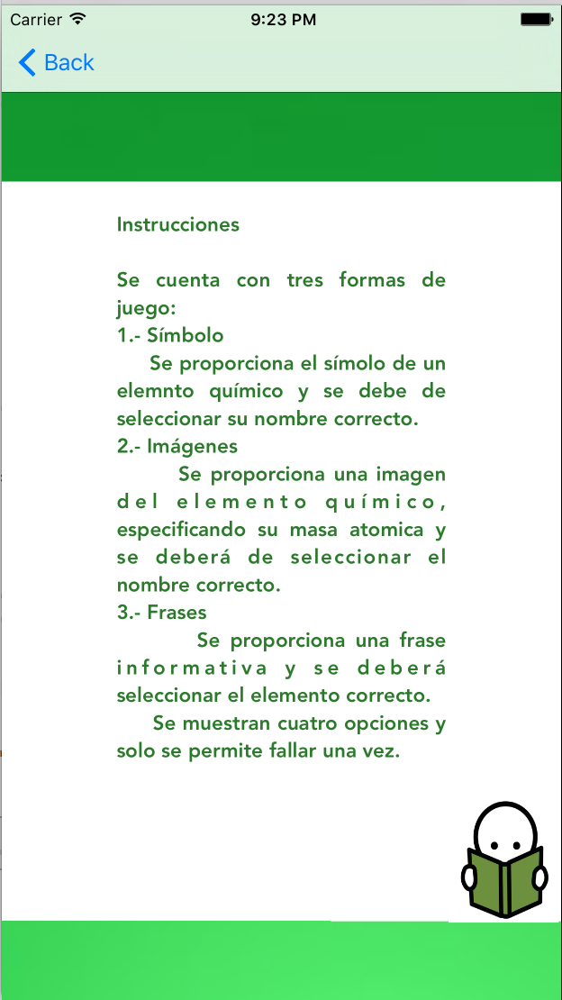 Carrier 9:23 PM
Back
Instrucciones
Se cuenta con tres formas de
juego:
1.- Símbolo
Se proporciona el símolo de un
elemnto químico y se debe de
seleccionar su nombre correcto.
2.- Imágenes
Se proporciona una imagen
del elemento químico,
especificando su masa atomica y
se deberá de seleccionar el
nombre correcto.
3.- Frases
Se proporciona una frase
informativa y se deberá
seleccionar el elemento correcto.
Se muestran cuatro opciones y
solo se permite fallar una vez.